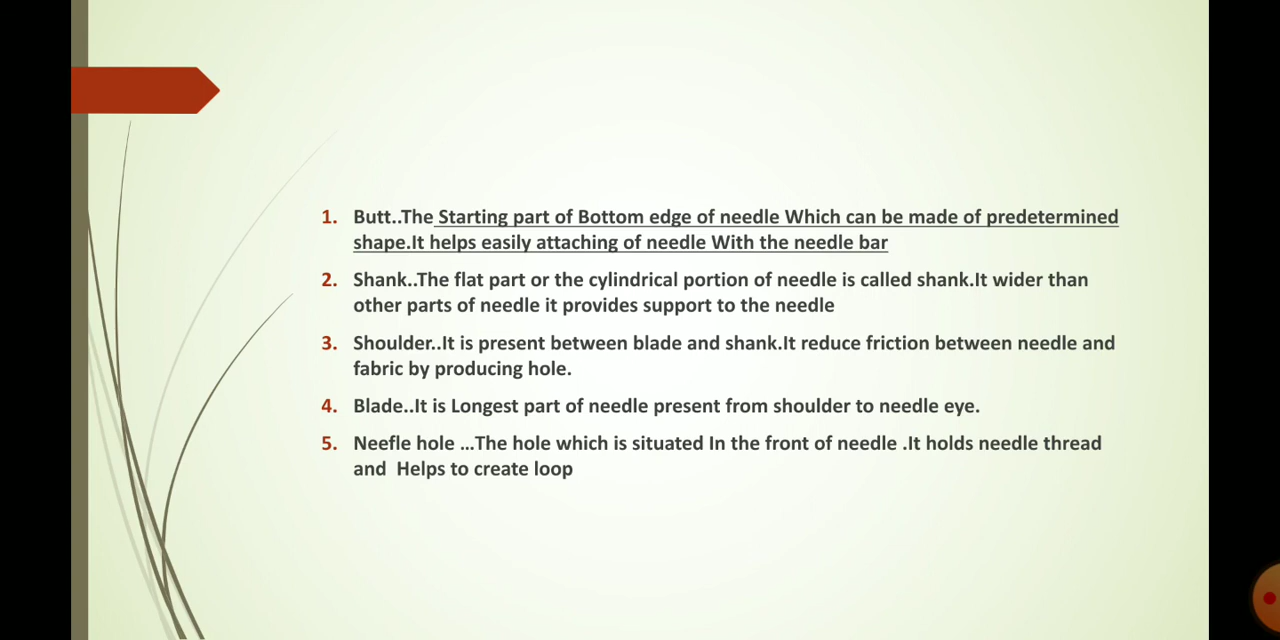 1. Butt..The Starting part of Bottom edge of needle Which can be made of predetermined
shape.It helps easily attaching of needle With the needle bar
2. Shank..The flat part or the cylindrical portion of needle is called shank.It wider than
other parts of needle it provides support to the needle
3. Shoulder..It is present between blade and shank.It reduce friction between needle and
fabric by producing hole.
4. Blade..It is Longest part of needle present from shoulder to needle eye.
5. Neefle hole ...The hole which is situated In the front of needle .It holds needle thread
and  Helps to create loop